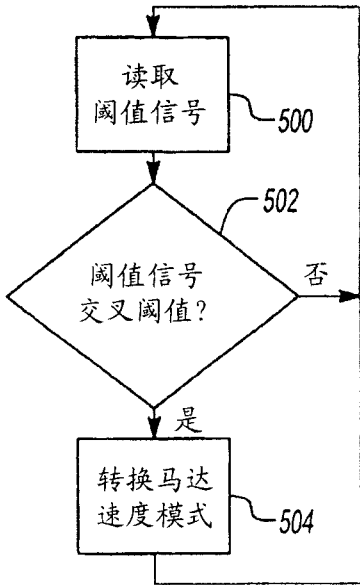 读取
阈值信号
500
502
阈值信号
交叉阈值?
否
是
转换马达
速度模式
504